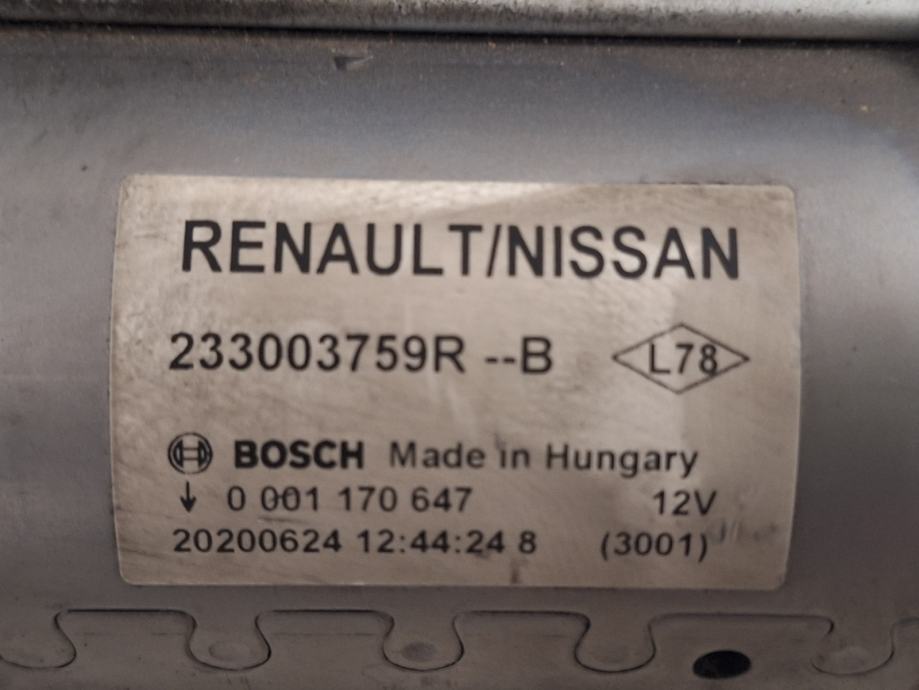 RENAULT/NISSAN
233003759R --B L78
BOSCH Made in Hungary
↓ 0 001 170 647 12V
20200624 12:44:24 8 (3001)